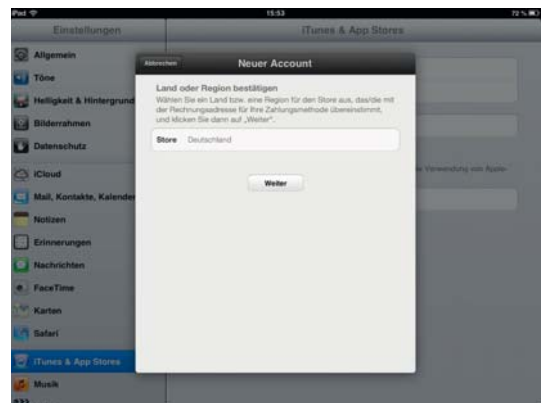 iPad
15:53
72 %
Einstellungen
iTunes & App Stores
Allgemein
Töne
Helligkeit & Hintergrund
Bilderrahmen
Datenschutz
iCloud
Mail, Kontakte, Kalender
Notizen
Erinnerungen
Nachrichten
FaceTime
Karten
Safari
iTunes & App Stores
Musik
Abbrechen
Neuer Account
Land oder Region bestätigen
Wählen Sie ein Land bzw. eine Region für den Store aus, das/die mit
der Rechnungsadresse für Ihre Zahlungsmethode übereinstimmt,
und klicken Sie dann auf „Weiter“.
Store Deutschland
Weiter
Verwendung von Apple-